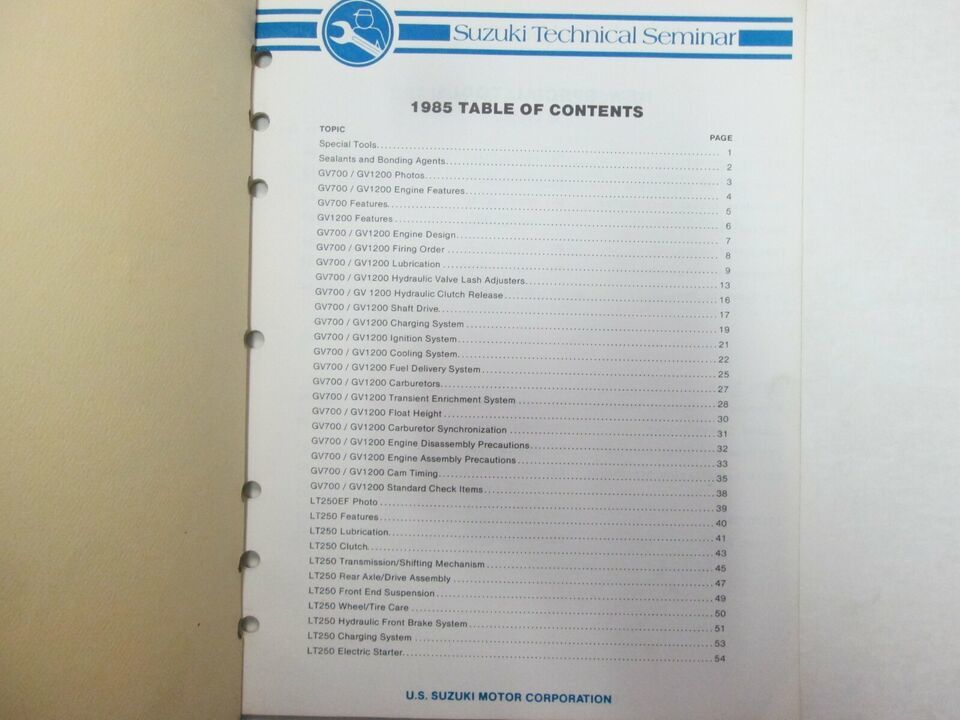 Suzuki Technical Seminar
1985 TABLE OF CONTENTS
TOPIC PAGE
Special Tools 1
Sealants and Bonding Agents 2
GV700 / GV1200 Photos 3
GV700 / GV1200 Engine Features 4
GV700 Features 5
GV1200 Features 6
GV700 / GV1200 Engine Design 7
GV700 / GV1200 Firing Order 8
GV700 / GV1200 Lubrication 9
GV700 / GV1200 Hydraulic Valve Lash Adjusters 13
GV700 / GV 1200 Hydraulic Clutch Release 16
GV700 / GV1200 Shaft Drive 17
GV700 / GV1200 Charging System 19
GV700 / GV1200 Ignition System 21
GV700 / GV1200 Cooling System 22
GV700 / GV1200 Fuel Delivery System 25
GV700 / GV1200 Carburetors 27
GV700 / GV1200 Transient Enrichment System 28
GV700 / GV1200 Float Height 30
GV700 / GV1200 Carburetor Synchronization 31
GV700 / GV1200 Engine Disassembly Precautions 32
GV700 / GV1200 Engine Assembly Precautions 33
GV700 / GV1200 Cam Timing 35
GV700 / GV1200 Standard Check Items 38
LT250EF Photo 39
LT250 Features 40
LT250 Lubrication 41
LT250 Clutch 43
LT250 Transmission/Shifting Mechanism 45
LT250 Rear Axle/Drive Assembly 47
LT250 Front End Suspension 49
LT250 Wheel/Tire Care 50
LT250 Hydraulic Front Brake System 51
LT250 Charging System 53
LT250 Electric Starter 54
U.S. SUZUKI MOTOR CORPORATION